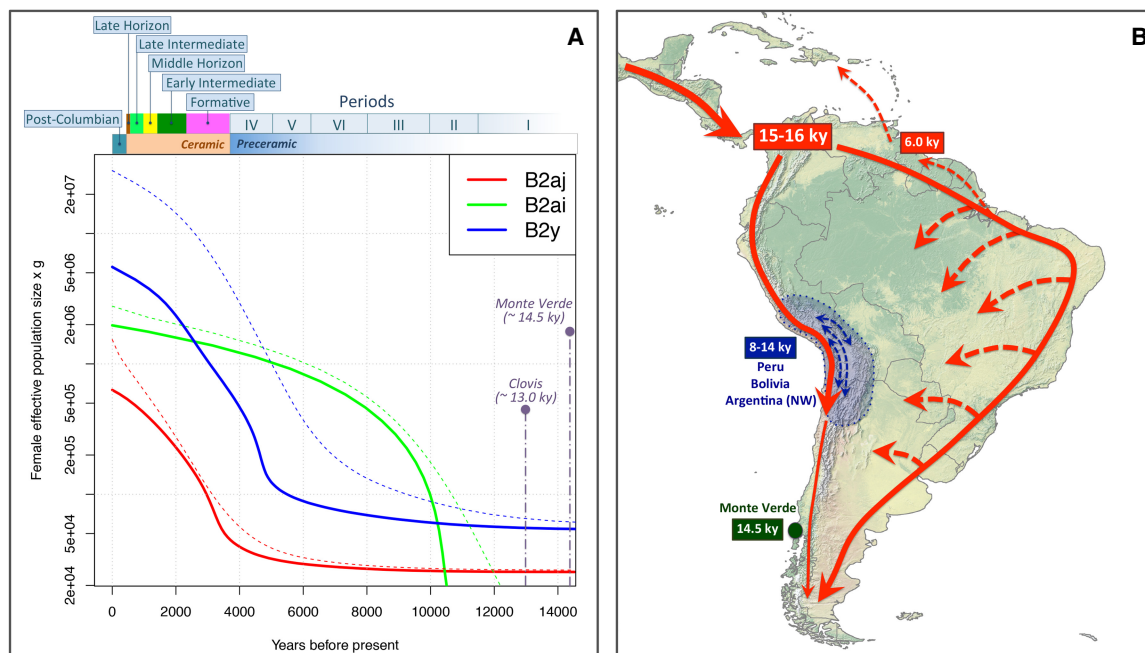 A
Late Horizon
Late Intermediate
Middle Horizon
Early Intermediate
Formative
Post-Columbian
Periods
IV V VI III II I
Ceramic Preceramic
B2aj
B2ai
B2y
Monte Verde
(~ 14.5 ky)
Clovis
(~ 13.0 ky)
Female effective population size x g
2e+07
5e+06
2e+06
5e+05
2e+05
5e+04
2e+04
0 2000 4000 6000 8000 10000 12000 14000
Years before present
B
15-16 ky
6.0 ky
8-14 ky
Peru
Bolivia
Argentina (NW)
Monte Verde
14.5 ky